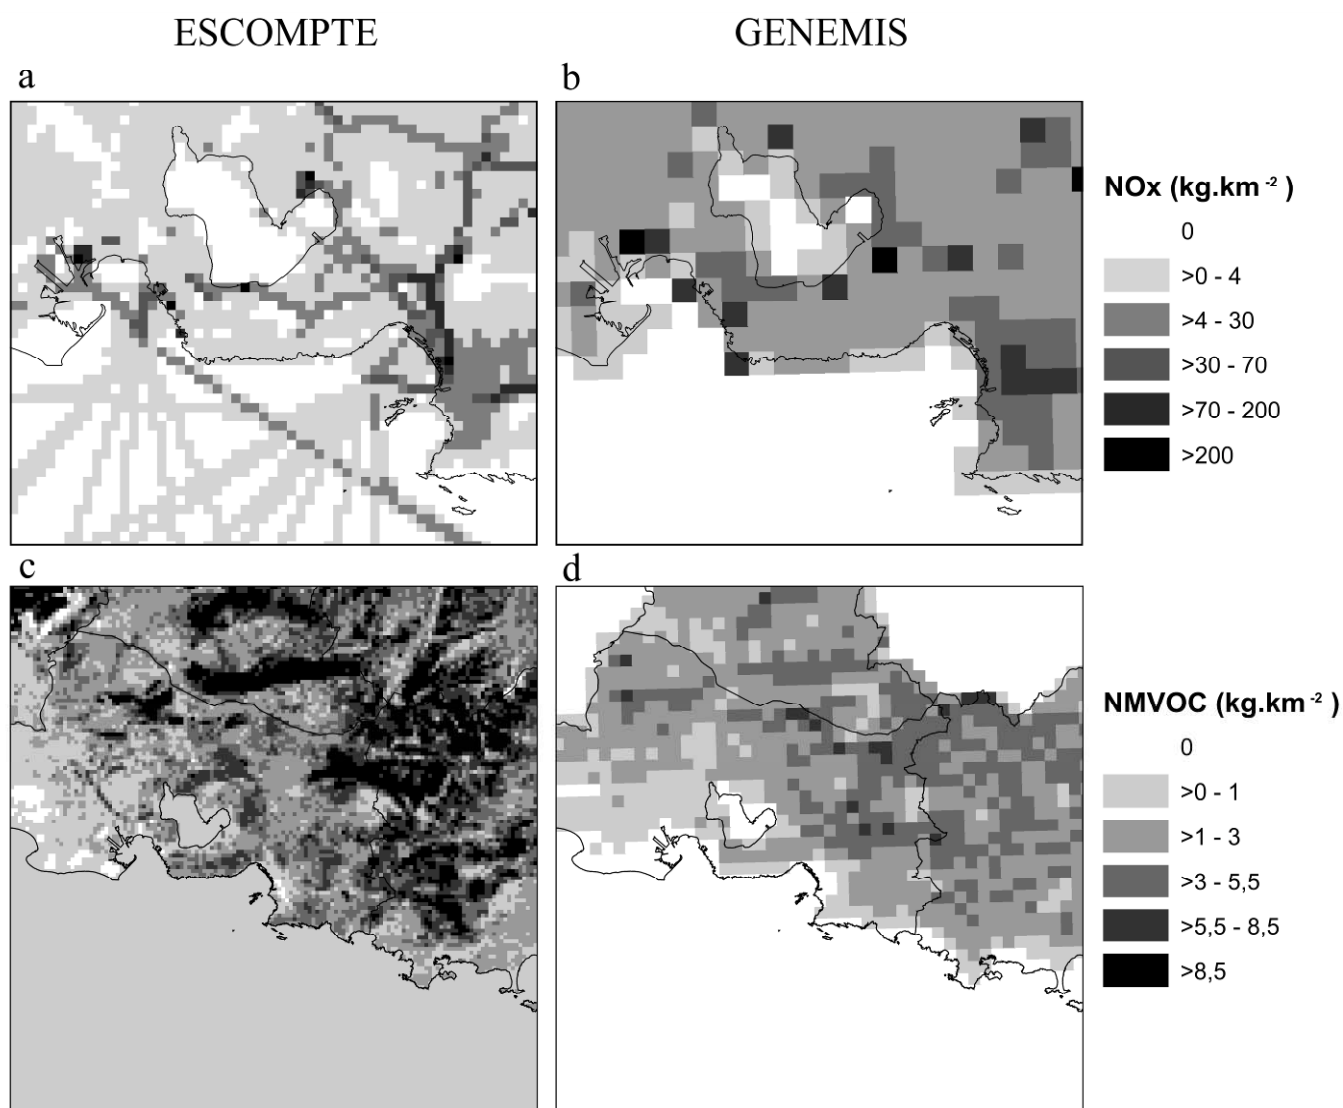 ESCOMPTE
GENEMIS
a
b
NOx (kg.km -2 )
0
>0 - 4
>4 - 30
>30 - 70
>70 - 200
>200
c
d
NMVOC (kg.km -2 )
0
>0 - 1
>1 - 3
>3 - 5,5
>5,5 - 8,5
>8,5